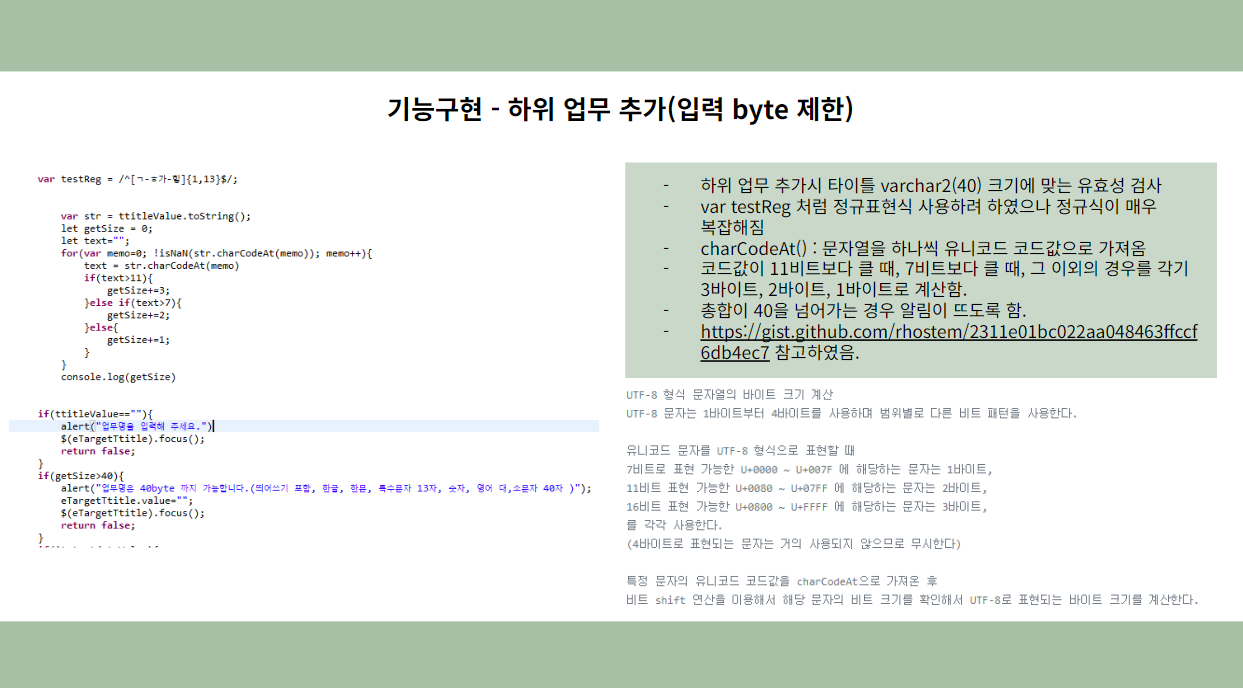 기능구현 - 하위 업무 추가(입력 byte 제한)
var testReg = /^[ㄱ-ㅎ가-힣]{1,13}$/;
var str = ttitleValue.toString();
let getSize = 0;
let text="";
for(var memo=0; !isNaN(str.charCodeAt(memo)); memo++){
text = str.charCodeAt(memo)
if(text>11){
getSize+=3;
}else if(text>7){
getSize+=2;
}else{
getSize+=1;
}
}
console.log(getSize)
if(ttitleValue==""){
alert("업무명을 입력해 주세요.")
$(eTargetTtitle).focus();
return false;
}
if(getSize>40){
alert("업무명은 40byte 까지 가능합니다.(띄어쓰기 포함, 한글, 한문, 특수문자 13자, 숫자, 영어 대,소문자 40자 )");
eTargetTtitle.value="";
$(eTargetTtitle).focus();
return false;
}
- 하위 업무 추가시 타이틀 varchar2(40) 크기에 맞는 유효성 검사
- var testReg 처럼 정규표현식 사용하려 하였으나 정규식이 매우
복잡해짐
- charCodeAt() : 문자열을 하나씩 유니코드 코드값으로 가져옴
- 코드값이 11비트보다 클 때, 7비트보다 클 때, 그 이외의 경우를 각기
3바이트, 2바이트, 1바이트로 계산함.
- 총합이 40을 넘어가는 경우 알림이 뜨도록 함.
- https://gist.github.com/rhostem/2311e01bc022aa048463ffccf
6db4ec7 참고하였음.
UTF-8 형식 문자열의 바이트 크기 계산
UTF-8 문자는 1바이트부터 4바이트를 사용하며 범위별로 다른 비트 패턴을 사용한다.
유니코드 문자를 UTF-8 형식으로 표현할 때
7비트로 표현 가능한 U+0000 ~ U+007F 에 해당하는 문자는 1바이트,
11비트 표현 가능한 U+0080 ~ U+07FF 에 해당하는 문자는 2바이트,
16비트 표현 가능한 U+0800 ~ U+FFFF 에 해당하는 문자는 3바이트,
를 각각 사용한다.
(4바이트로 표현되는 문자는 거의 사용되지 않으므로 무시한다)
특정 문자의 유니코드 코드값을 charCodeAt으로 가져온 후
비트 shift 연산을 이용해서 해당 문자의 비트 크기를 확인해서 UTF-8로 표현되는 바이트 크기를 계산한다.